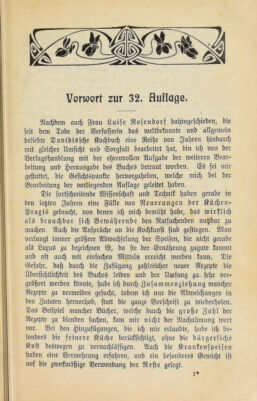 Vorwort zur 32. Auflage.
Nachdem auch Frau Luise Rosendorf dahingeschieden, die
seit dem Tode der Verfasserin das weltbekannte und allgemein
beliebte Davidissche Kochbuch eine Reihe von Jahren hindurch
mit gleicher Umsicht und Sorgfalt bearbeitet hat, bin ich von der
Verlagshandlung mit der ehrenvollen Aufgabe der weiteren Bear-
beitung und Herausgabe des Buches betraut worden. Es sei mir
gestattet, die Gesichtspunkte hervorzuheben, welche mich bei der
Bearbeitung der vorliegenden Auflage geleitet haben.
Die fortschreitende Wissenschaft und Technik haben gerade in
den letzten Jahren eine Fülle von Neuerungen der Küchen-
Praxis gebracht, von denen ich mich bemüht habe, das wirklich
als brauchbar sich Bewährende den Ratsuchenden nutzbar zu
machen. Auch die Ansprüche an die Kochkunst sind gestiegen. Man
verlangt immer größere Abwechselung der Speisen, die nicht gerade
als Luxus zu bezeichnen ist, da sie der Ernährung zugute kommt
und oft auch mit einfachen Mitteln erreicht werden kann. Die
Gefahr, daß durch die Zufügung zahlreicher neuer Rezepte die
Übersichtlichkeit des Buches leiden und der Umfang zu sehr ver-
größert werden könnte, habe ich durch Zusammenziehung mancher
Rezepte zu vermeiden gesucht, indem ich nur die Abweichungen in
den Zutaten hervorhob, statt die ganze Vorschrift zu wiederholen.
Das Beispiel mancher Bücher, welche durch die große Zahl der
Rezepte zu blenden suchen, kam mir nicht zur Nachahmung wert
vor. Bei den Hinzufügungen, die ich mir erlaubte, habe ich be-
sonders die feinere Küche berücksichtigt, ohne die bürgerliche
Kost beiseite zu vernachlässigen. Auch die Krankenspeisen
erfuhren eine Erweiterung, und ein besonderes Gewicht ist
auf die zweckmäßige Verwendung der Reste gelegt.
1*